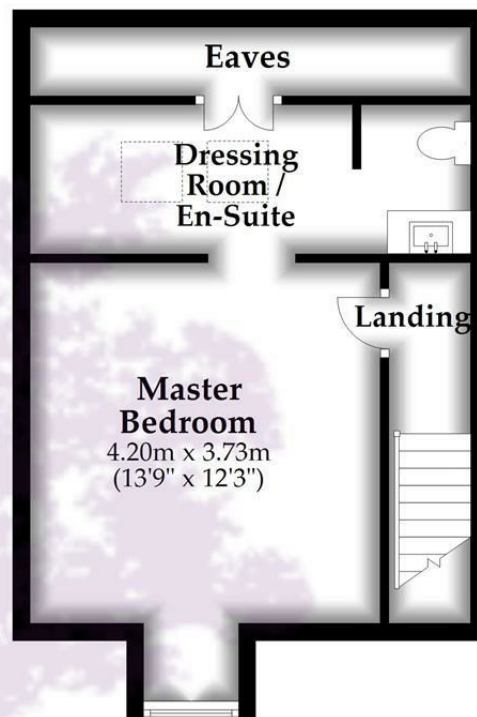 Eaves
Dressing
Room /
En-Suite
Landing
Master
Bedroom
4.20m x 3.73m
(13'9" x 12'3")